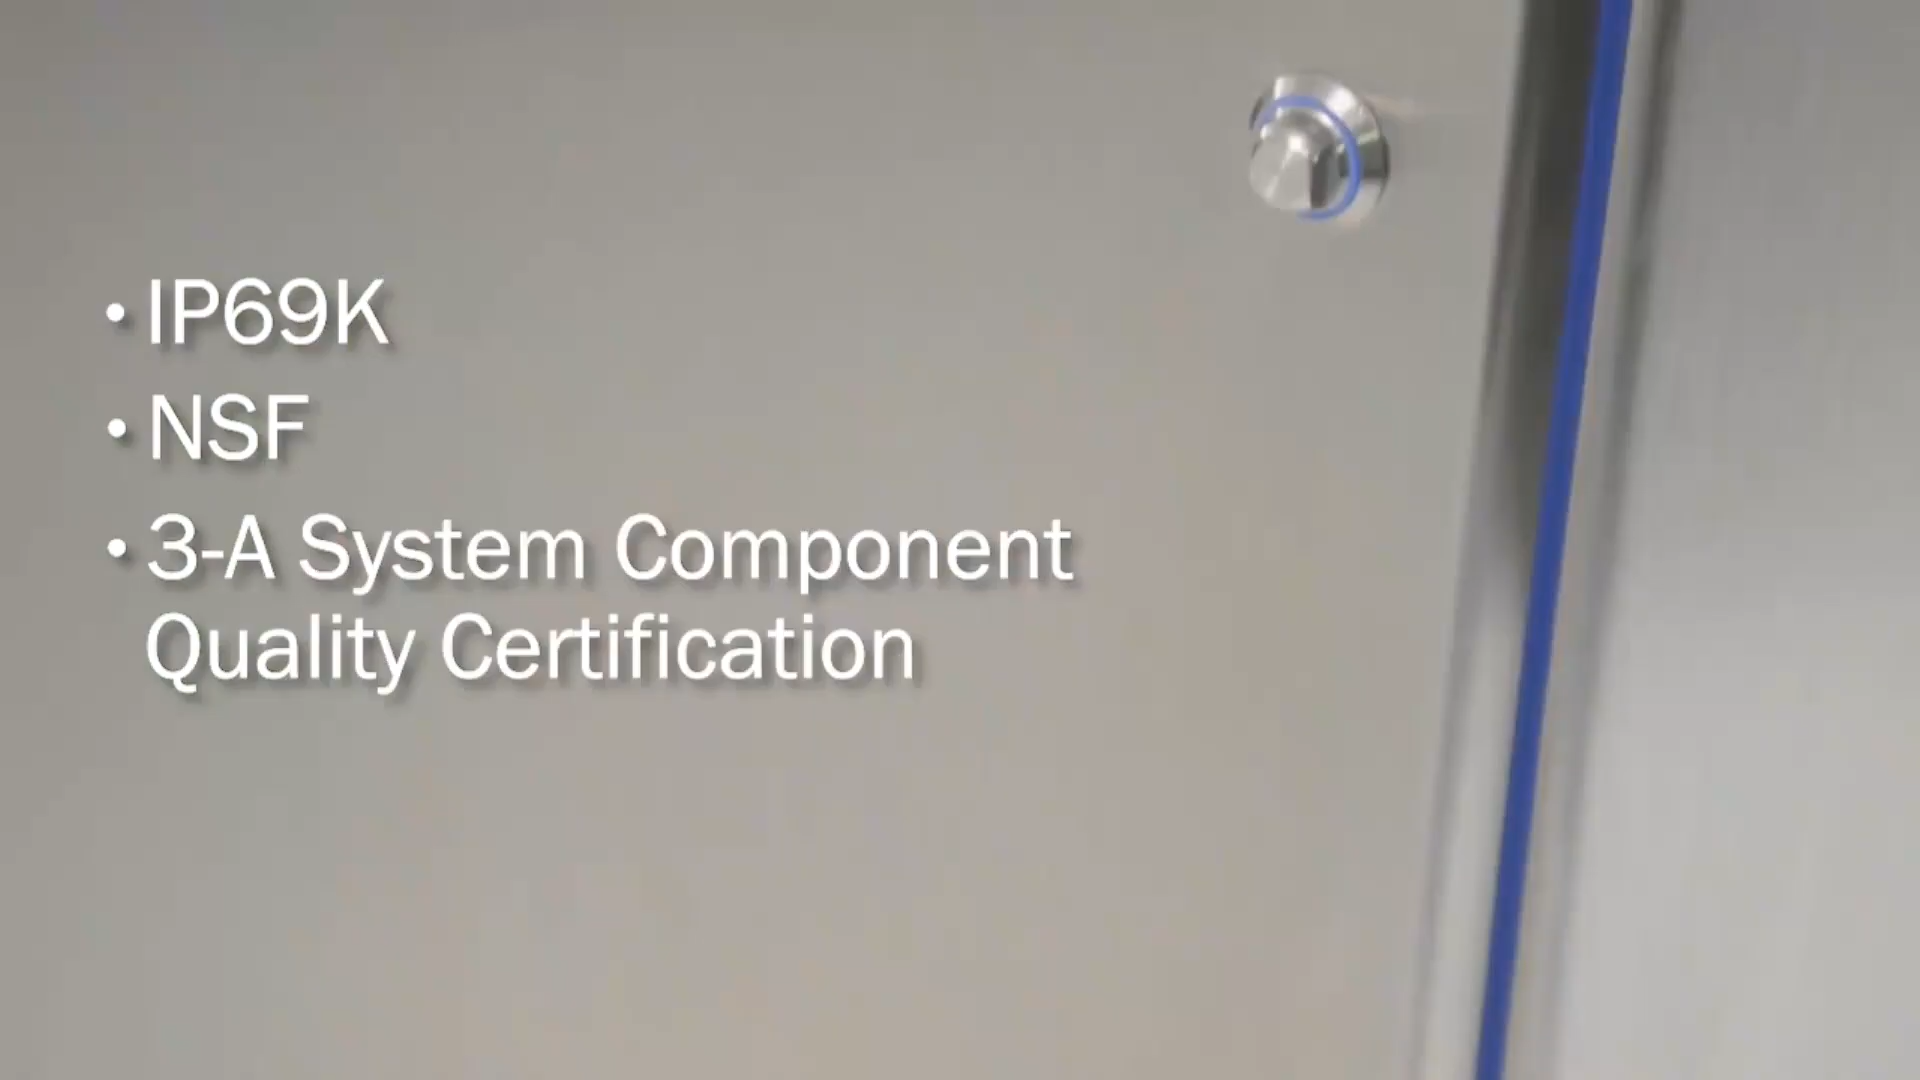 • IP69K
• NSF
• 3-A System Component
Quality Certification